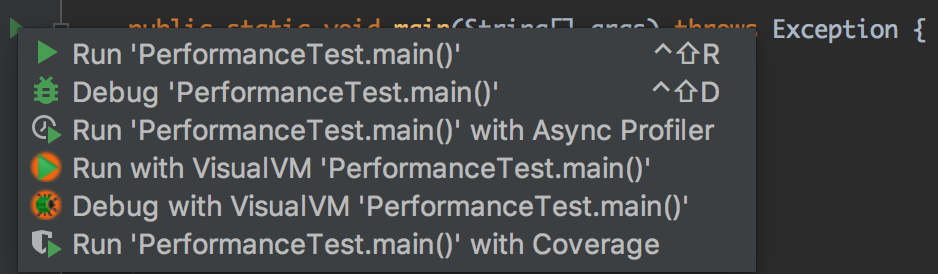 public static void main(String[] args) throws Exception {
Run 'PerformanceTest.main()' ^⇧R
Debug 'PerformanceTest.main()' ^⇧D
Run 'PerformanceTest.main()' with Async Profiler
Run with VisualVM 'PerformanceTest.main()'
Debug with VisualVM 'PerformanceTest.main()'
Run 'PerformanceTest.main()' with Coverage